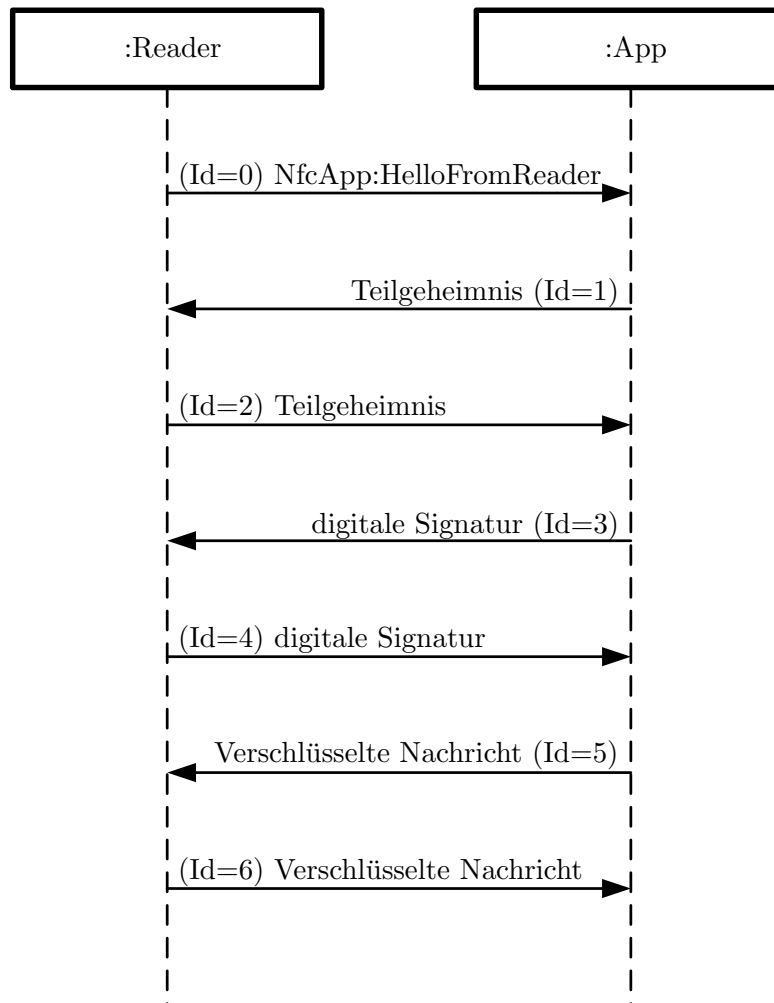 :Reader
:App
(Id=0) NfcApp:HelloFromReader
Teilgeheimnis (Id=1)
(Id=2) Teilgeheimnis
digitale Signatur (Id=3)
(Id=4) digitale Signatur
Verschlüsselte Nachricht (Id=5)
(Id=6) Verschlüsselte Nachricht